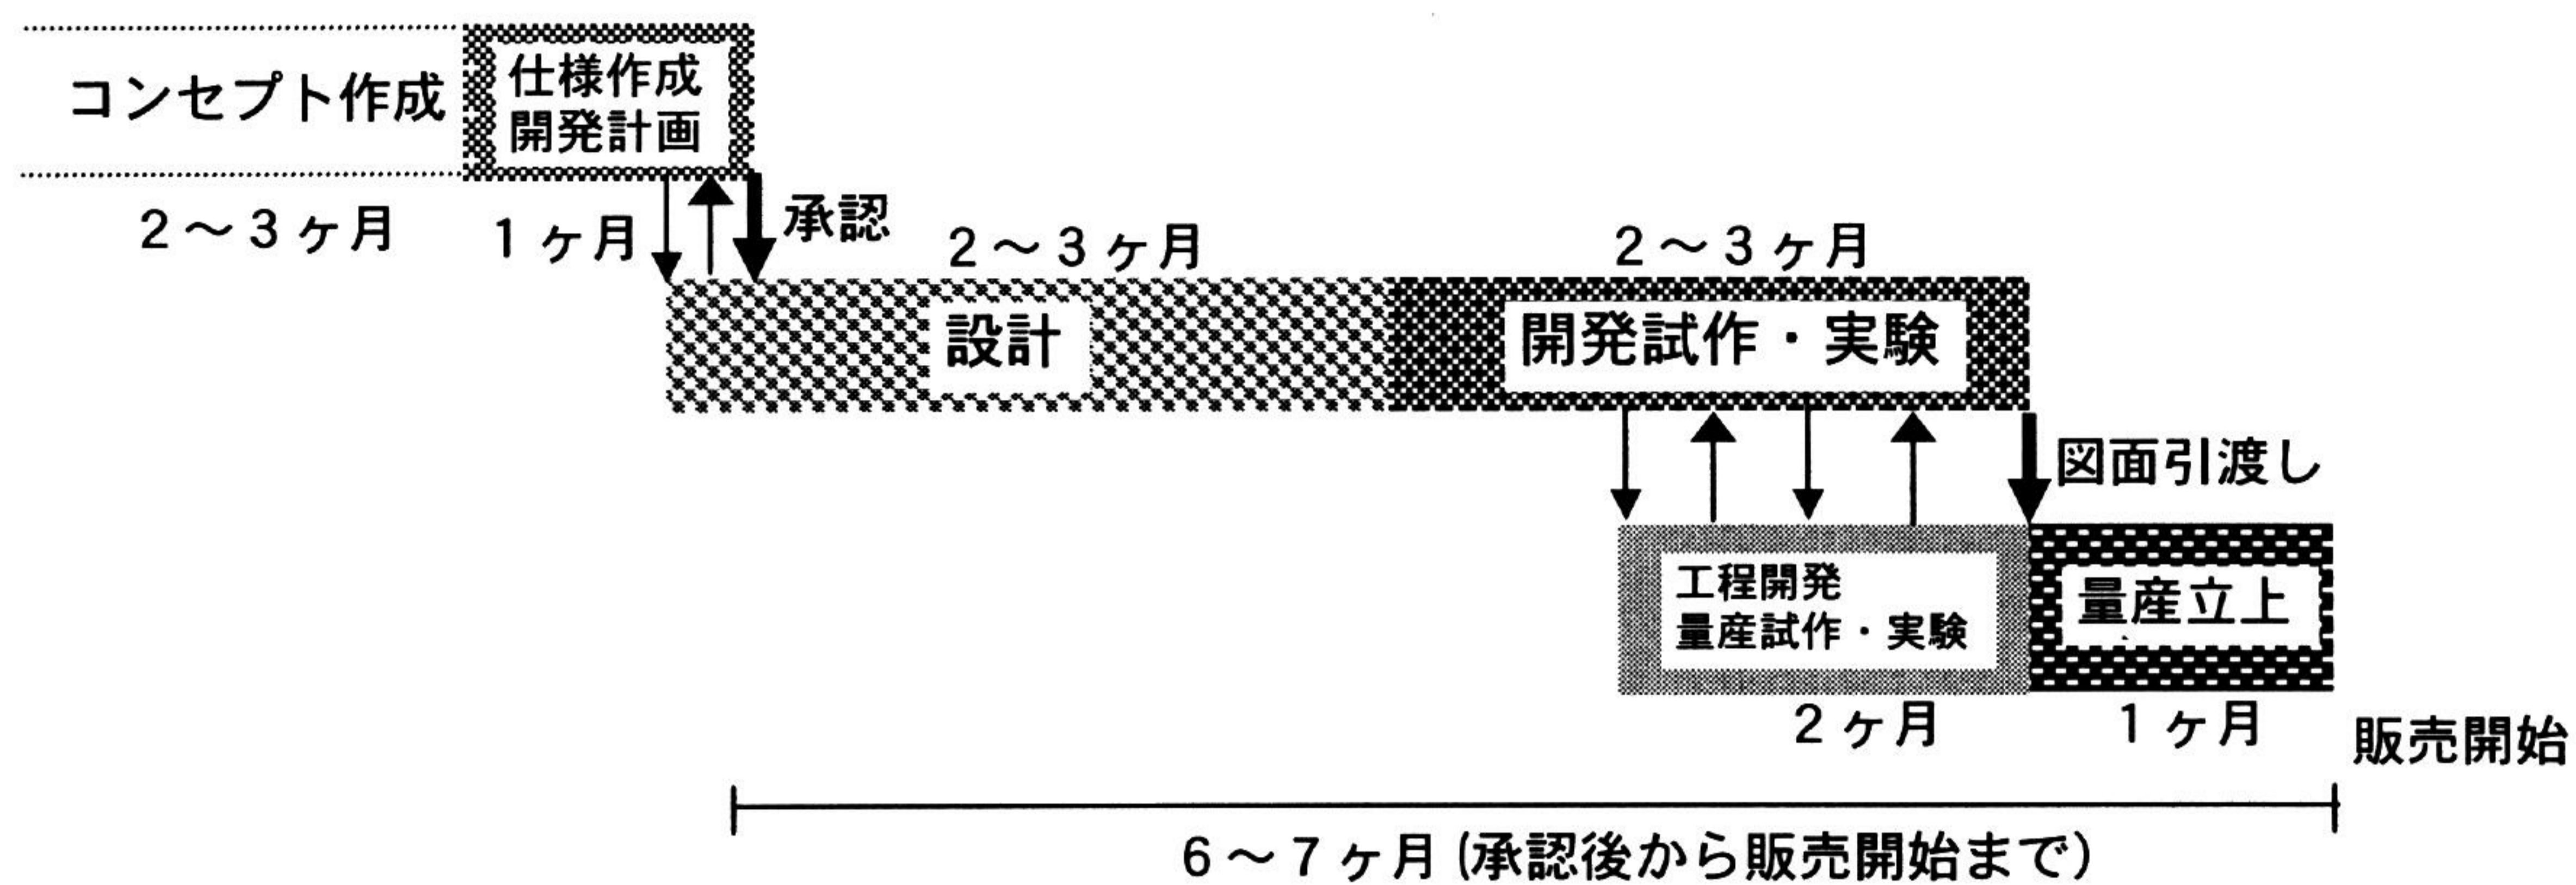 コンセプト作成
仕様作成
開発計画
2～3ヶ月
1ヶ月
承認
2～3ヶ月
2～3ヶ月
設計
開発試作・実験
図面引渡し
工程開発
量産試作・実験
量産立上
2ヶ月
1ヶ月
販売開始
6～7ヶ月(承認後から販売開始まで)